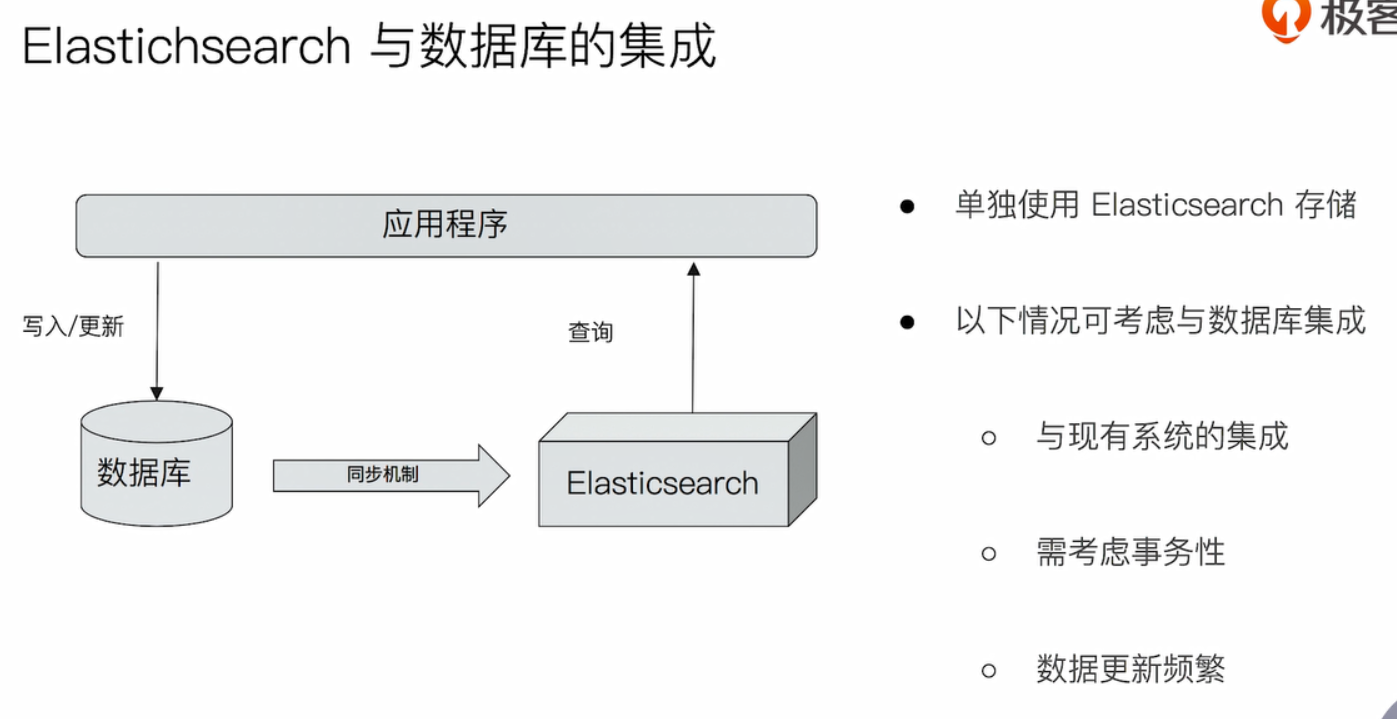 Elastichsearch 与数据库的集成
极客
应用程序
写入/更新
查询
数据库
同步机制
Elasticsearch
● 单独使用 Elasticsearch 存储
● 以下情况可考虑与数据库集成
○ 与现有系统的集成
○ 需考虑事务性
○ 数据更新频繁